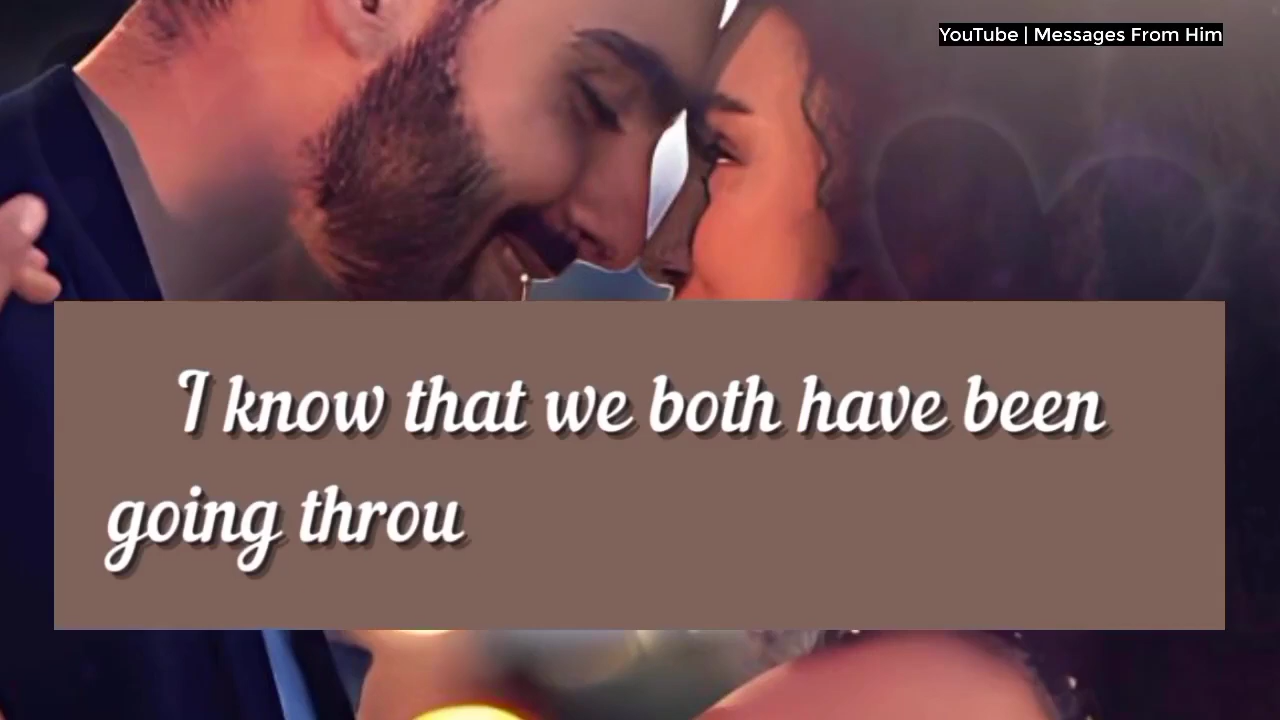 YouTube | Messages From Him
I know that we both have been
going throu